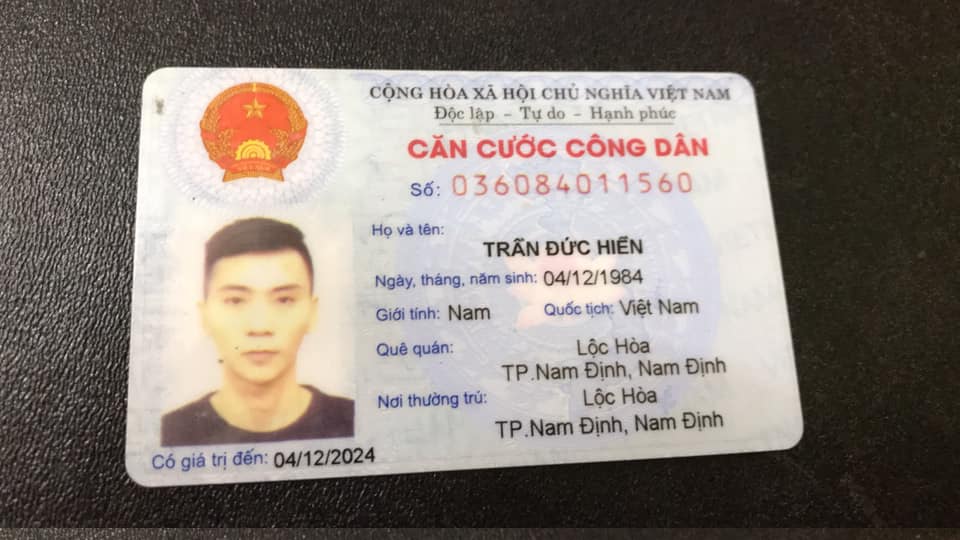 CỘNG HÒA XÃ HỘI CHỦ NGHĨA VIỆT NAM
Độc lập - Tự do - Hạnh phúc
CĂN CƯỚC CÔNG DÂN
Số: 036084011560
Họ và tên:
TRẦN ĐỨC HIỂN
Ngày, tháng, năm sinh: 04/12/1984
Giới tính: Nam Quốc tịch: Việt Nam
Quê quán: Lộc Hòa
TP.Nam Định, Nam Định
Nơi thường trú: Lộc Hòa
TP.Nam Định, Nam Định
Có giá trị đến: 04/12/2024